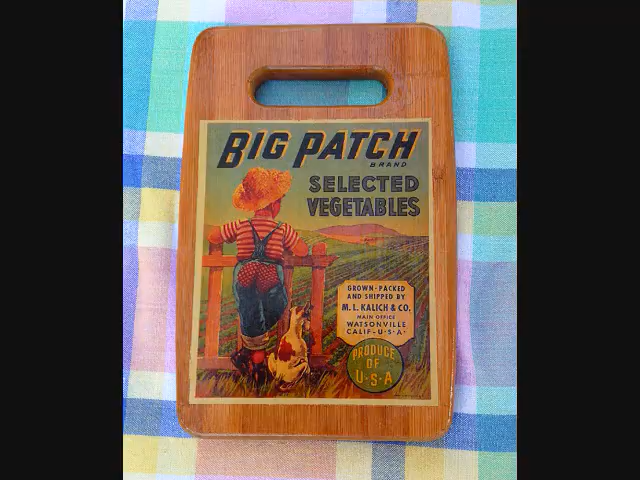 BIG PATCH
BRAND
SELECTED
VEGETABLES
GROWN-PACKED
AND SHIPPED BY
M. L. KALICH & CO.
MAIN OFFICE
WATSONVILLE
CALIF-U·S·A·
PRODUCE
OF
U·S·A